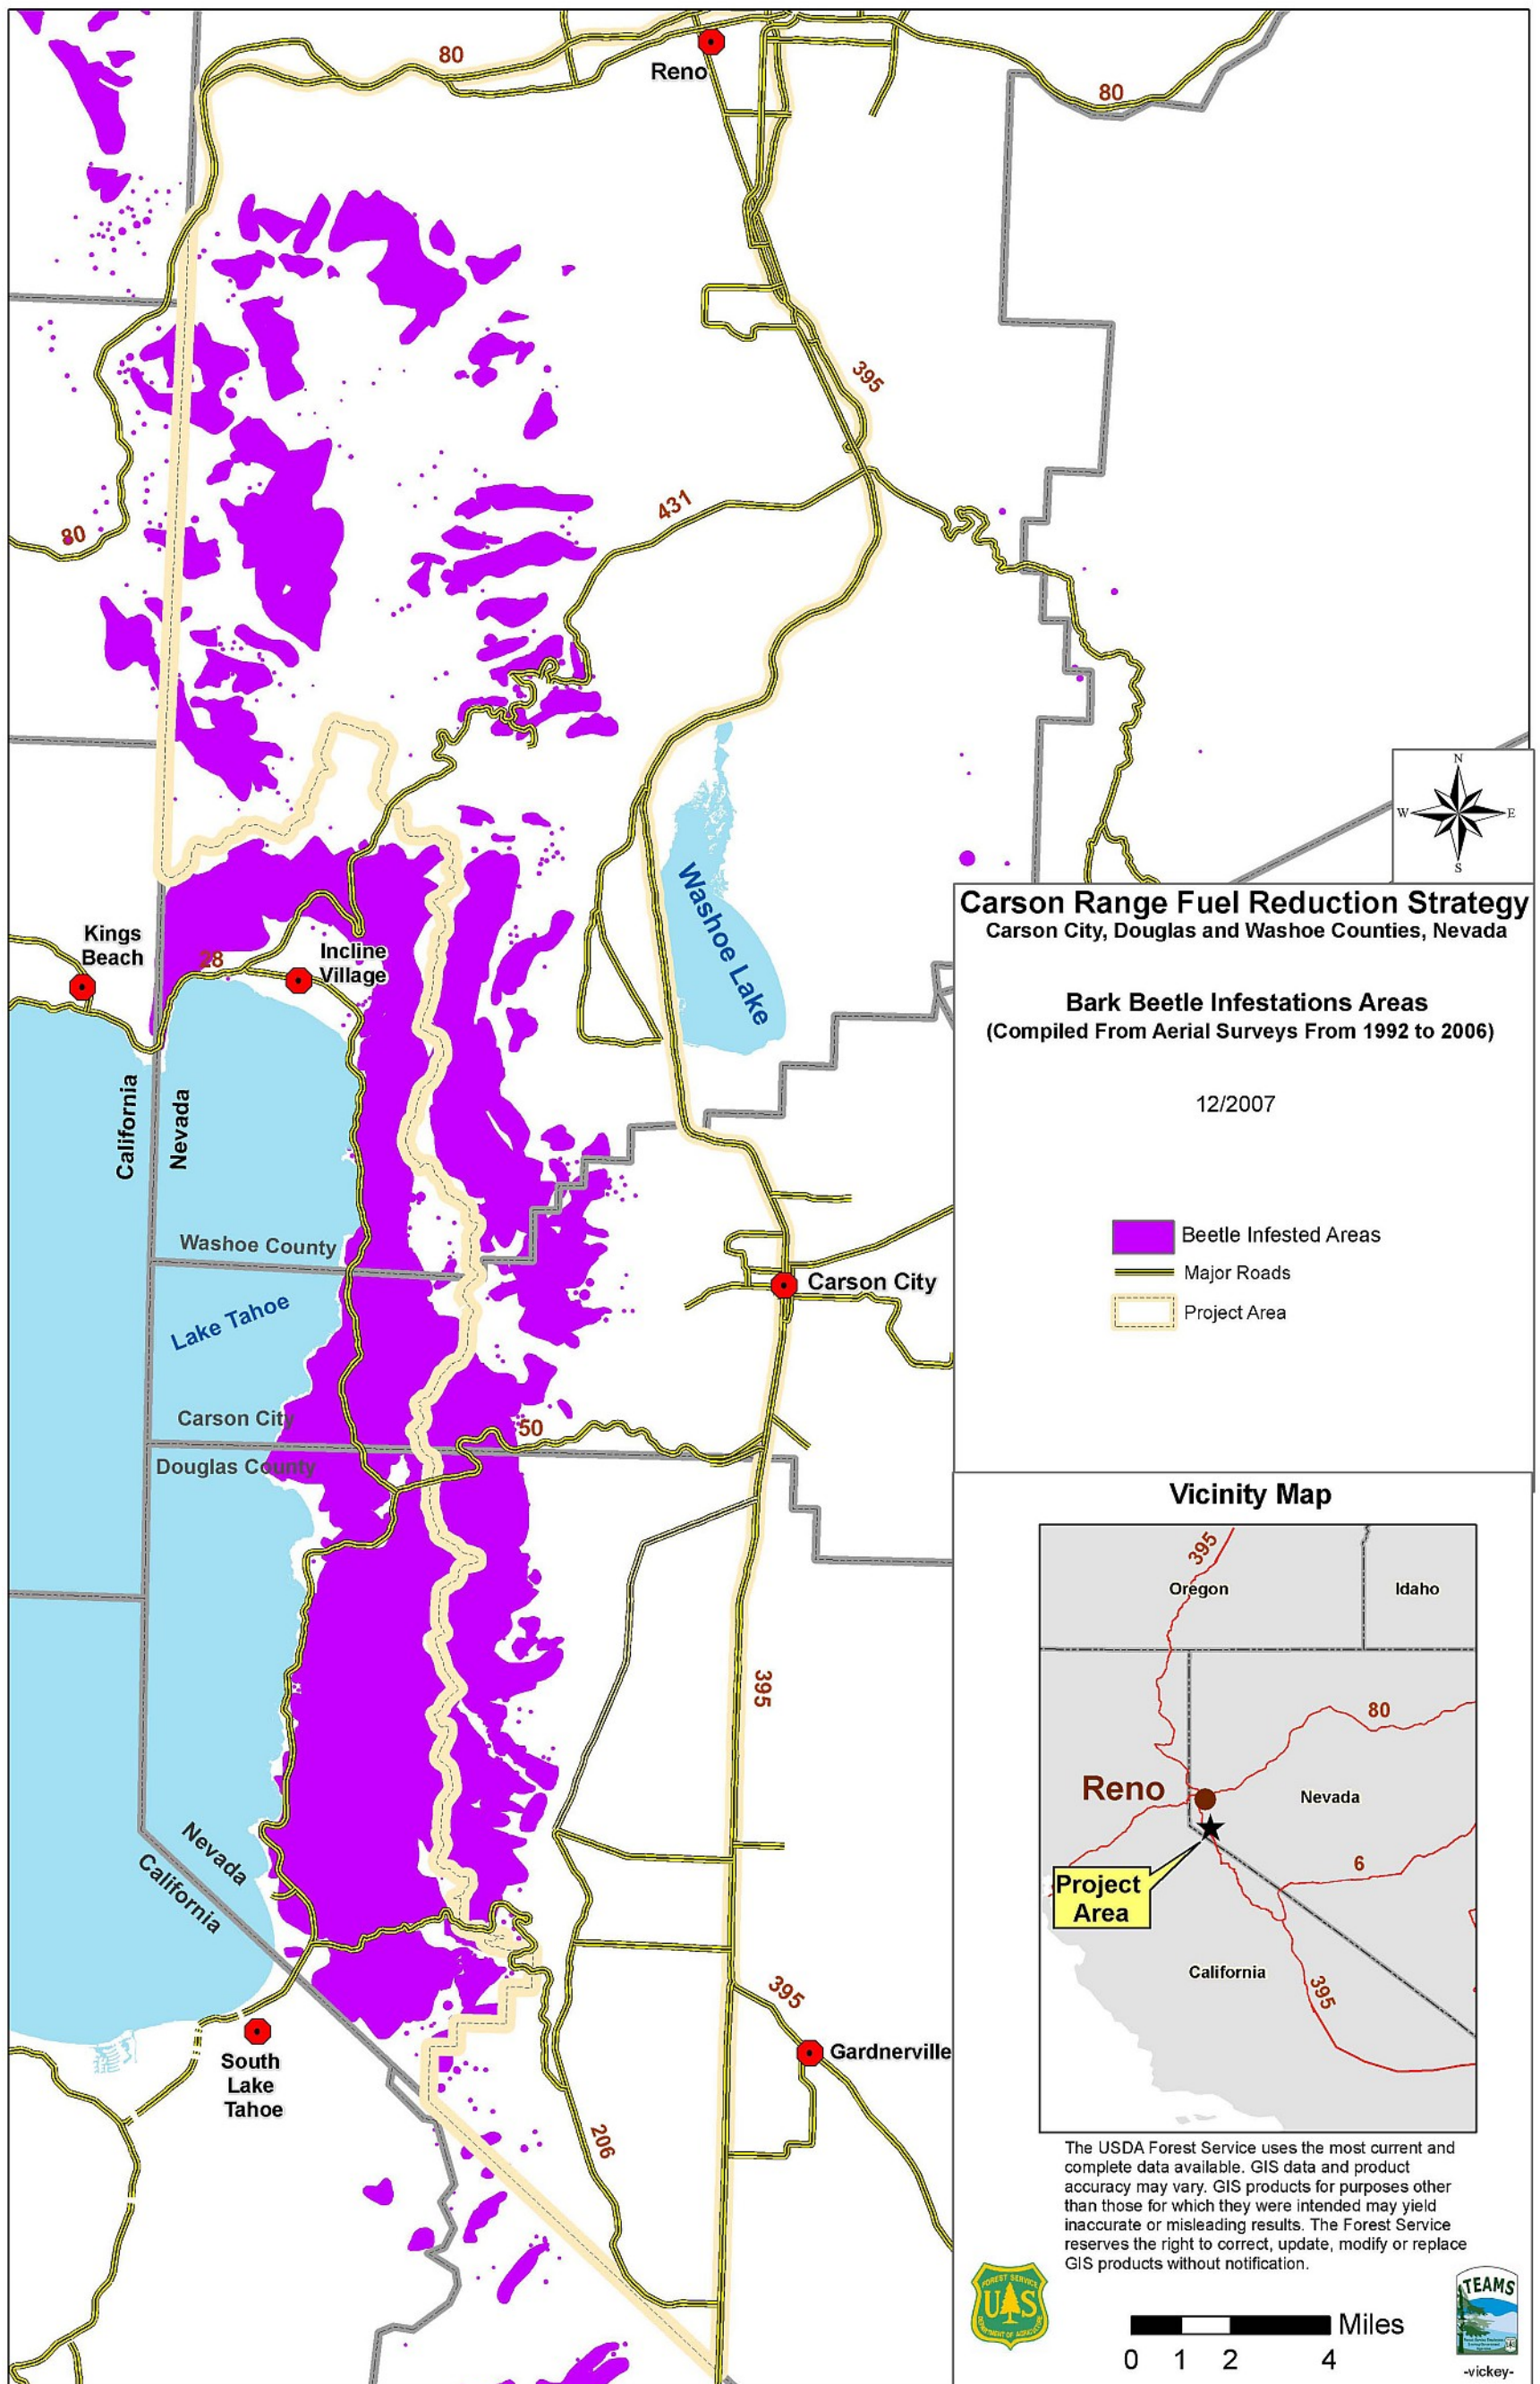 80
Reno
80
395
431
80
N
W
E
S
Washoe Lake
Kings
Beach
28
Incline
Village
California
Nevada
Washoe County
Lake Tahoe
Carson City
Carson City
50
Douglas County
395
Nevada
California
395
South
Lake
Tahoe
Gardnerville
206
Carson Range Fuel Reduction Strategy
Carson City, Douglas and Washoe Counties, Nevada
Bark Beetle Infestations Areas
(Compiled From Aerial Surveys From 1992 to 2006)
12/2007
Beetle Infested Areas
Major Roads
Project Area
Vicinity Map
395
Oregon
Idaho
80
Reno
Nevada
6
Project
Area
California
395
The USDA Forest Service uses the most current and
complete data available. GIS data and product
accuracy may vary. GIS products for purposes other
than those for which they were intended may yield
inaccurate or misleading results. The Forest Service
reserves the right to correct, update, modify or replace
GIS products without notification.
FOREST SERVICE
U S
DEPARTMENT OF AGRICULTURE
Miles
0 1 2 4
TEAMS
-vickey-